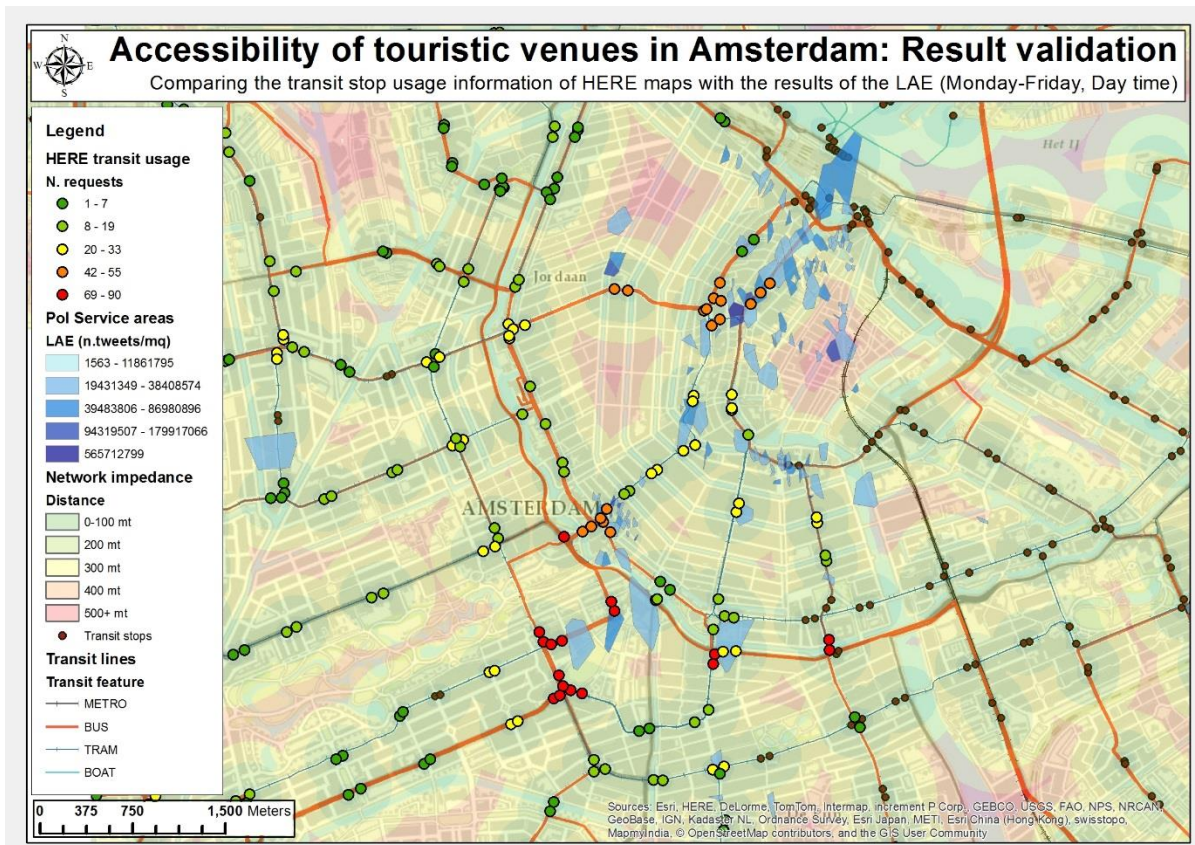 N
W E
S
Accessibility of touristic venues in Amsterdam: Result validation
Comparing the transit stop usage information of HERE maps with the results of the LAE (Monday-Friday, Day time)
Legend
HERE transit usage
N. requests
1 - 7
8 - 19
20 - 33
42 - 55
69 - 90
PoI Service areas
LAE (n.tweets/mq)
1563 - 11861795
19431349 - 38408574
39483806 - 86980896
94319507 - 179917066
565712799
Network impedance
Distance
0-100 mt
200 mt
300 mt
400 mt
500+ mt
Transit stops
Transit lines
Transit feature
METRO
BUS
TRAM
BOAT
Het IJ
Jordaan
AMSTERDAM
0 375 750 1,500 Meters
Sources: Esri, HERE, DeLorme, TomTom, Intermap, increment P Corp., GEBCO, USGS, FAO, NPS, NRCAN,
GeoBase, IGN, Kadaster NL, Ordnance Survey, Esri Japan, METI, Esri China (Hong Kong), swisstopo,
MapmyIndia, © OpenStreetMap contributors, and the GIS User Community